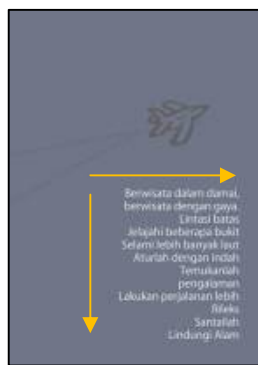 Berwisata dalam damai,
berwisata dengan gaya.
Lintasi batas
Jelajahi beberapa bukit
Selami lebih banyak laut
Aturlah dengan indah
Temukanlah
pengalaman
Lakukan perjalanan lebih
Rileks
Santailah
Lindungi Alam